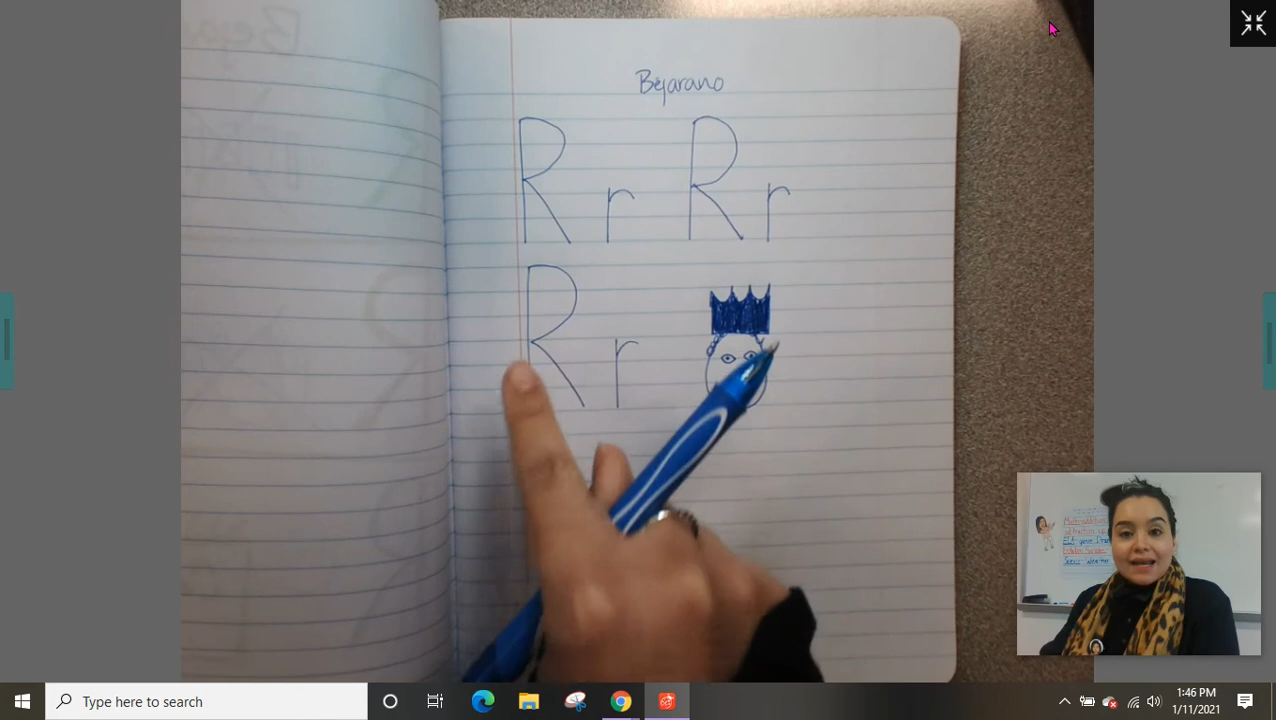 Bejarano
R r R r
R r
Type here to search
1:46 PM
1/11/2021